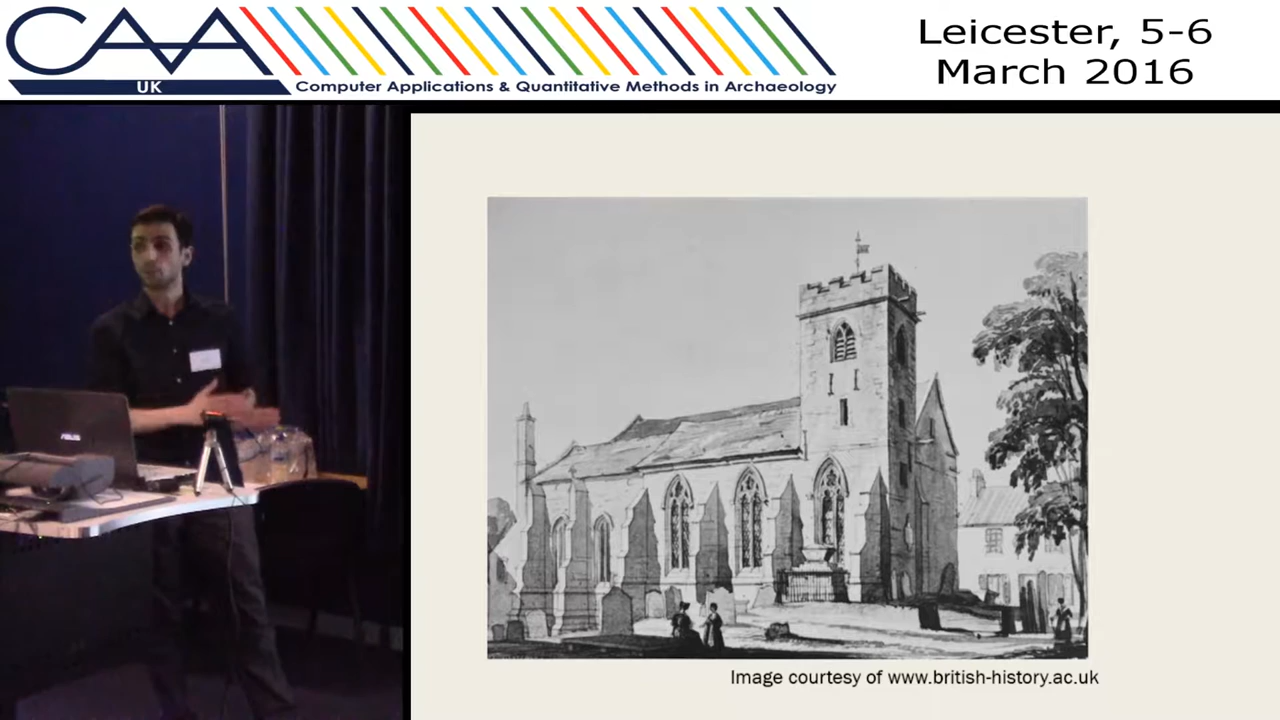 CAA
UK
Computer Applications & Quantitative Methods in Archaeology
Leicester, 5-6
March 2016
ASUS
Image courtesy of www.british-history.ac.uk